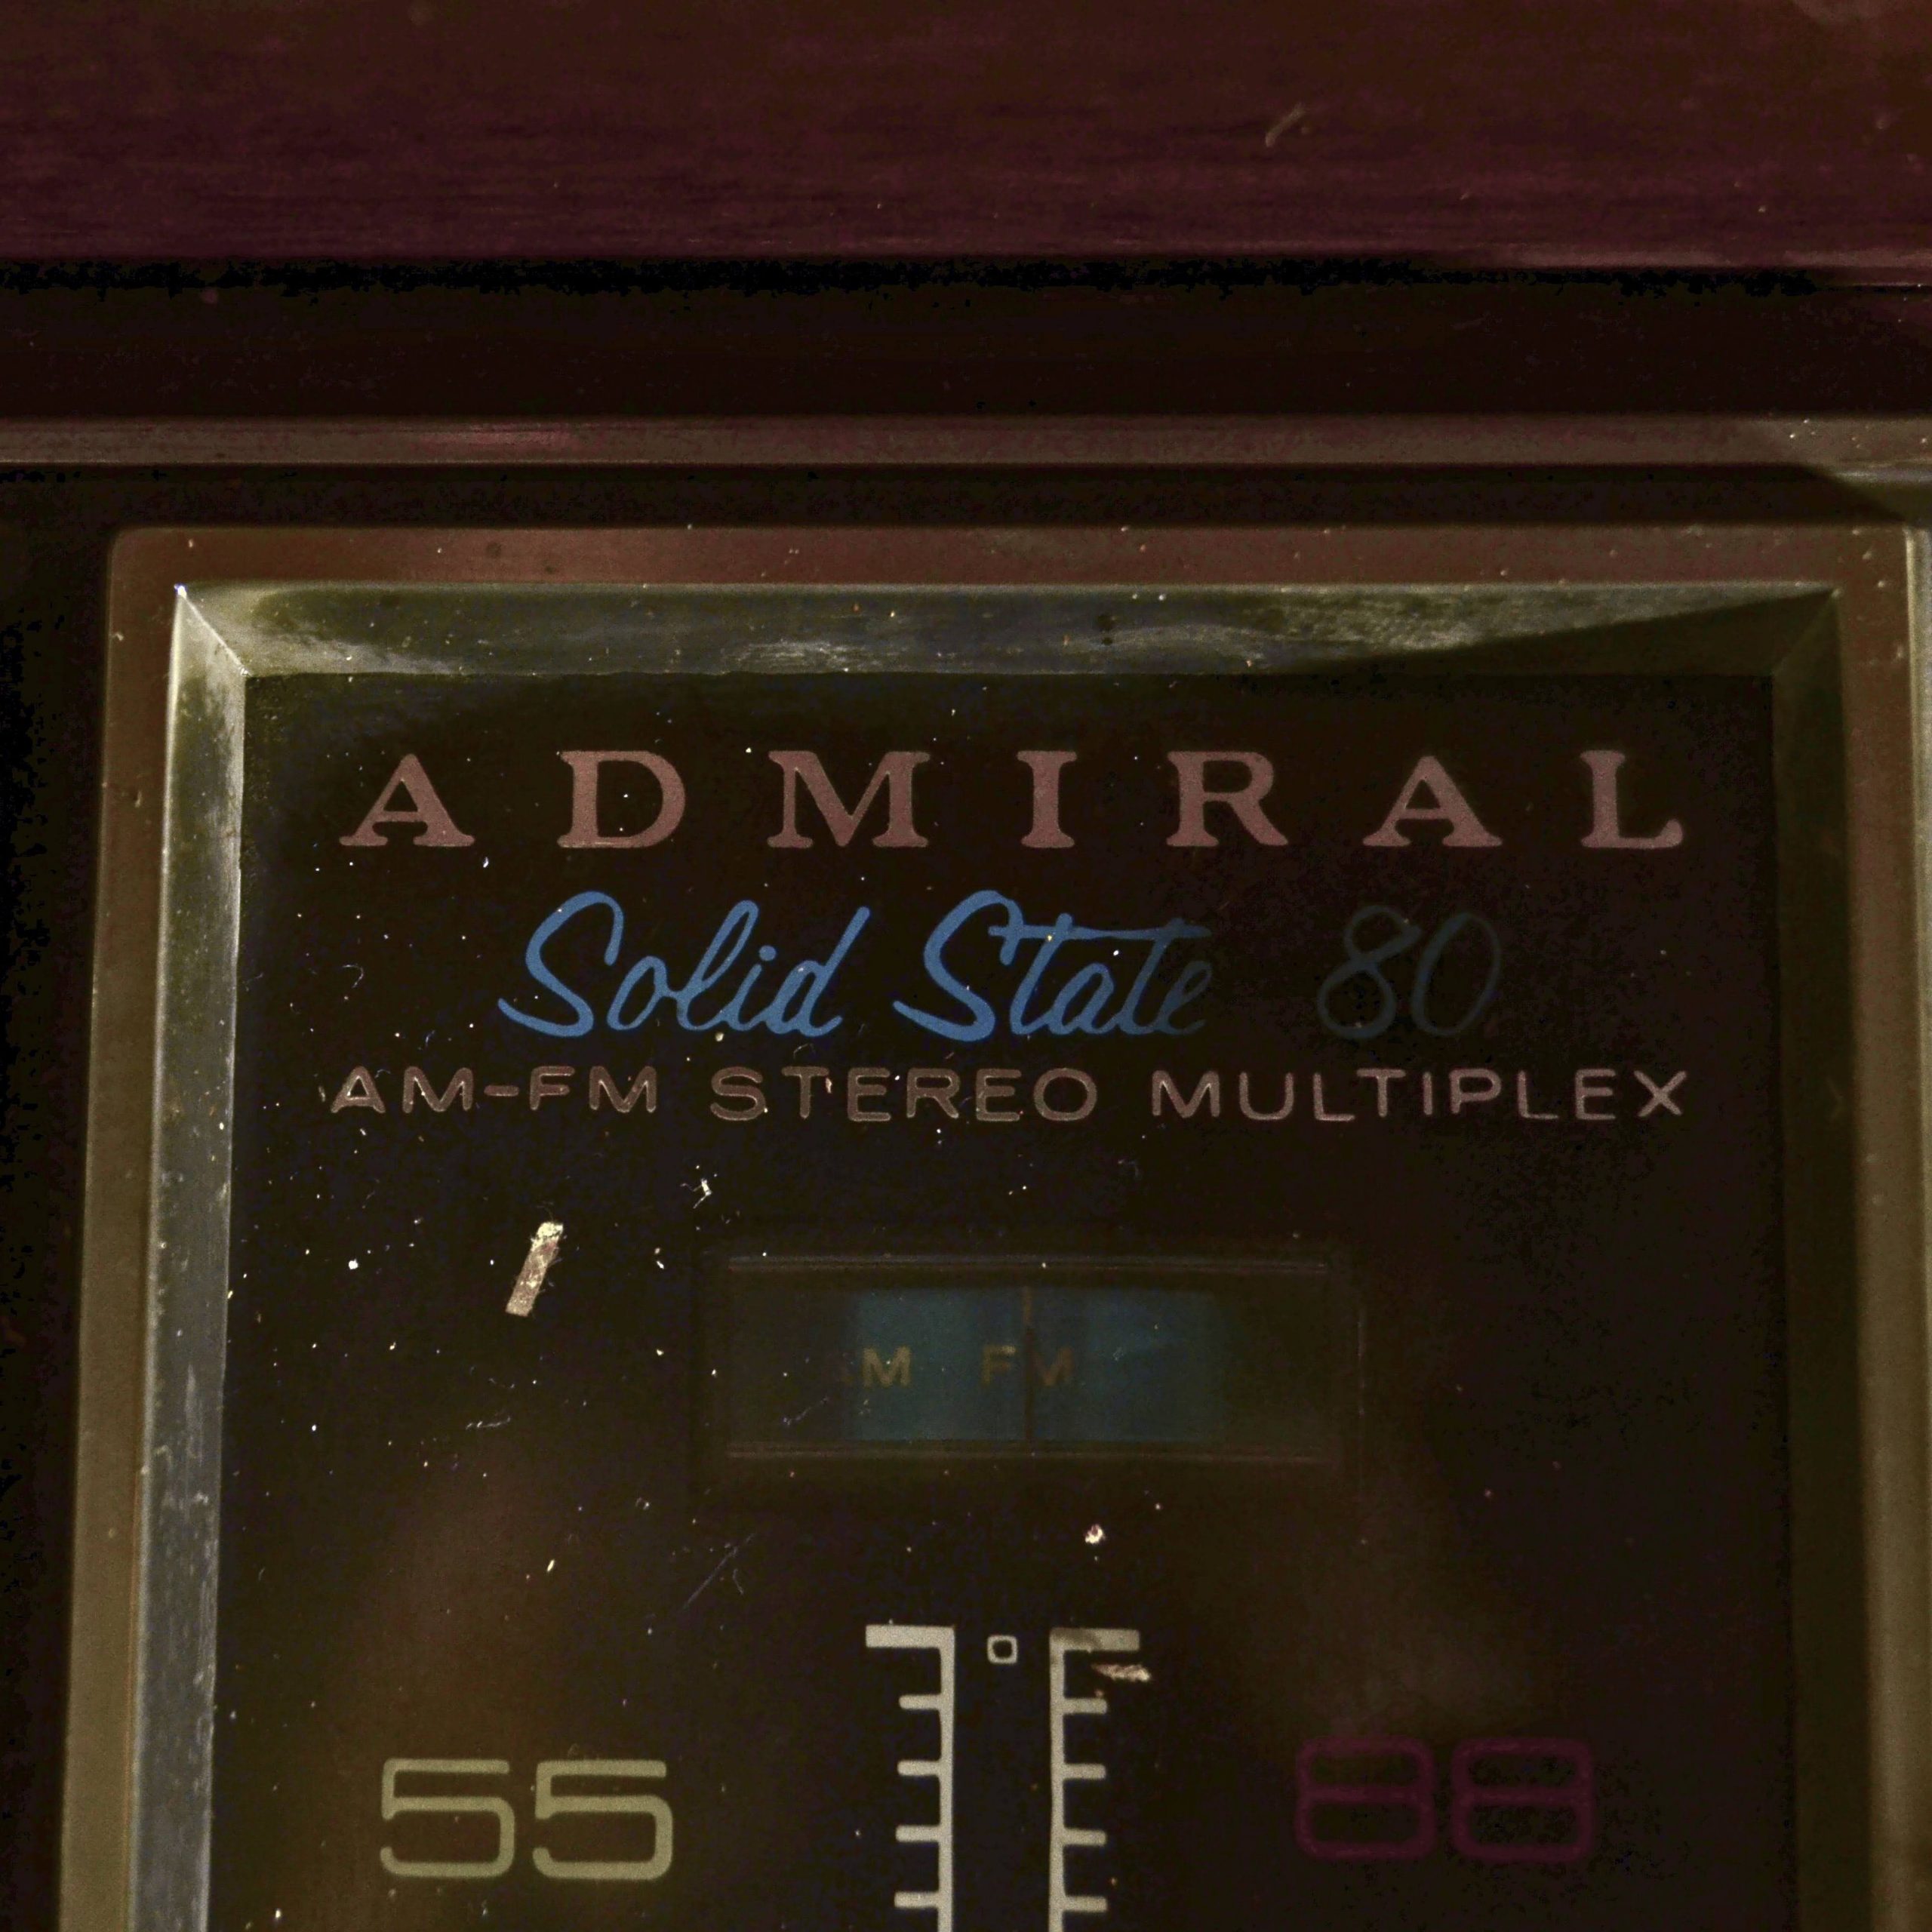 ADMIRAL
Solid State 80
AM-FM STEREO MULTIPLEX
M FM
55 88